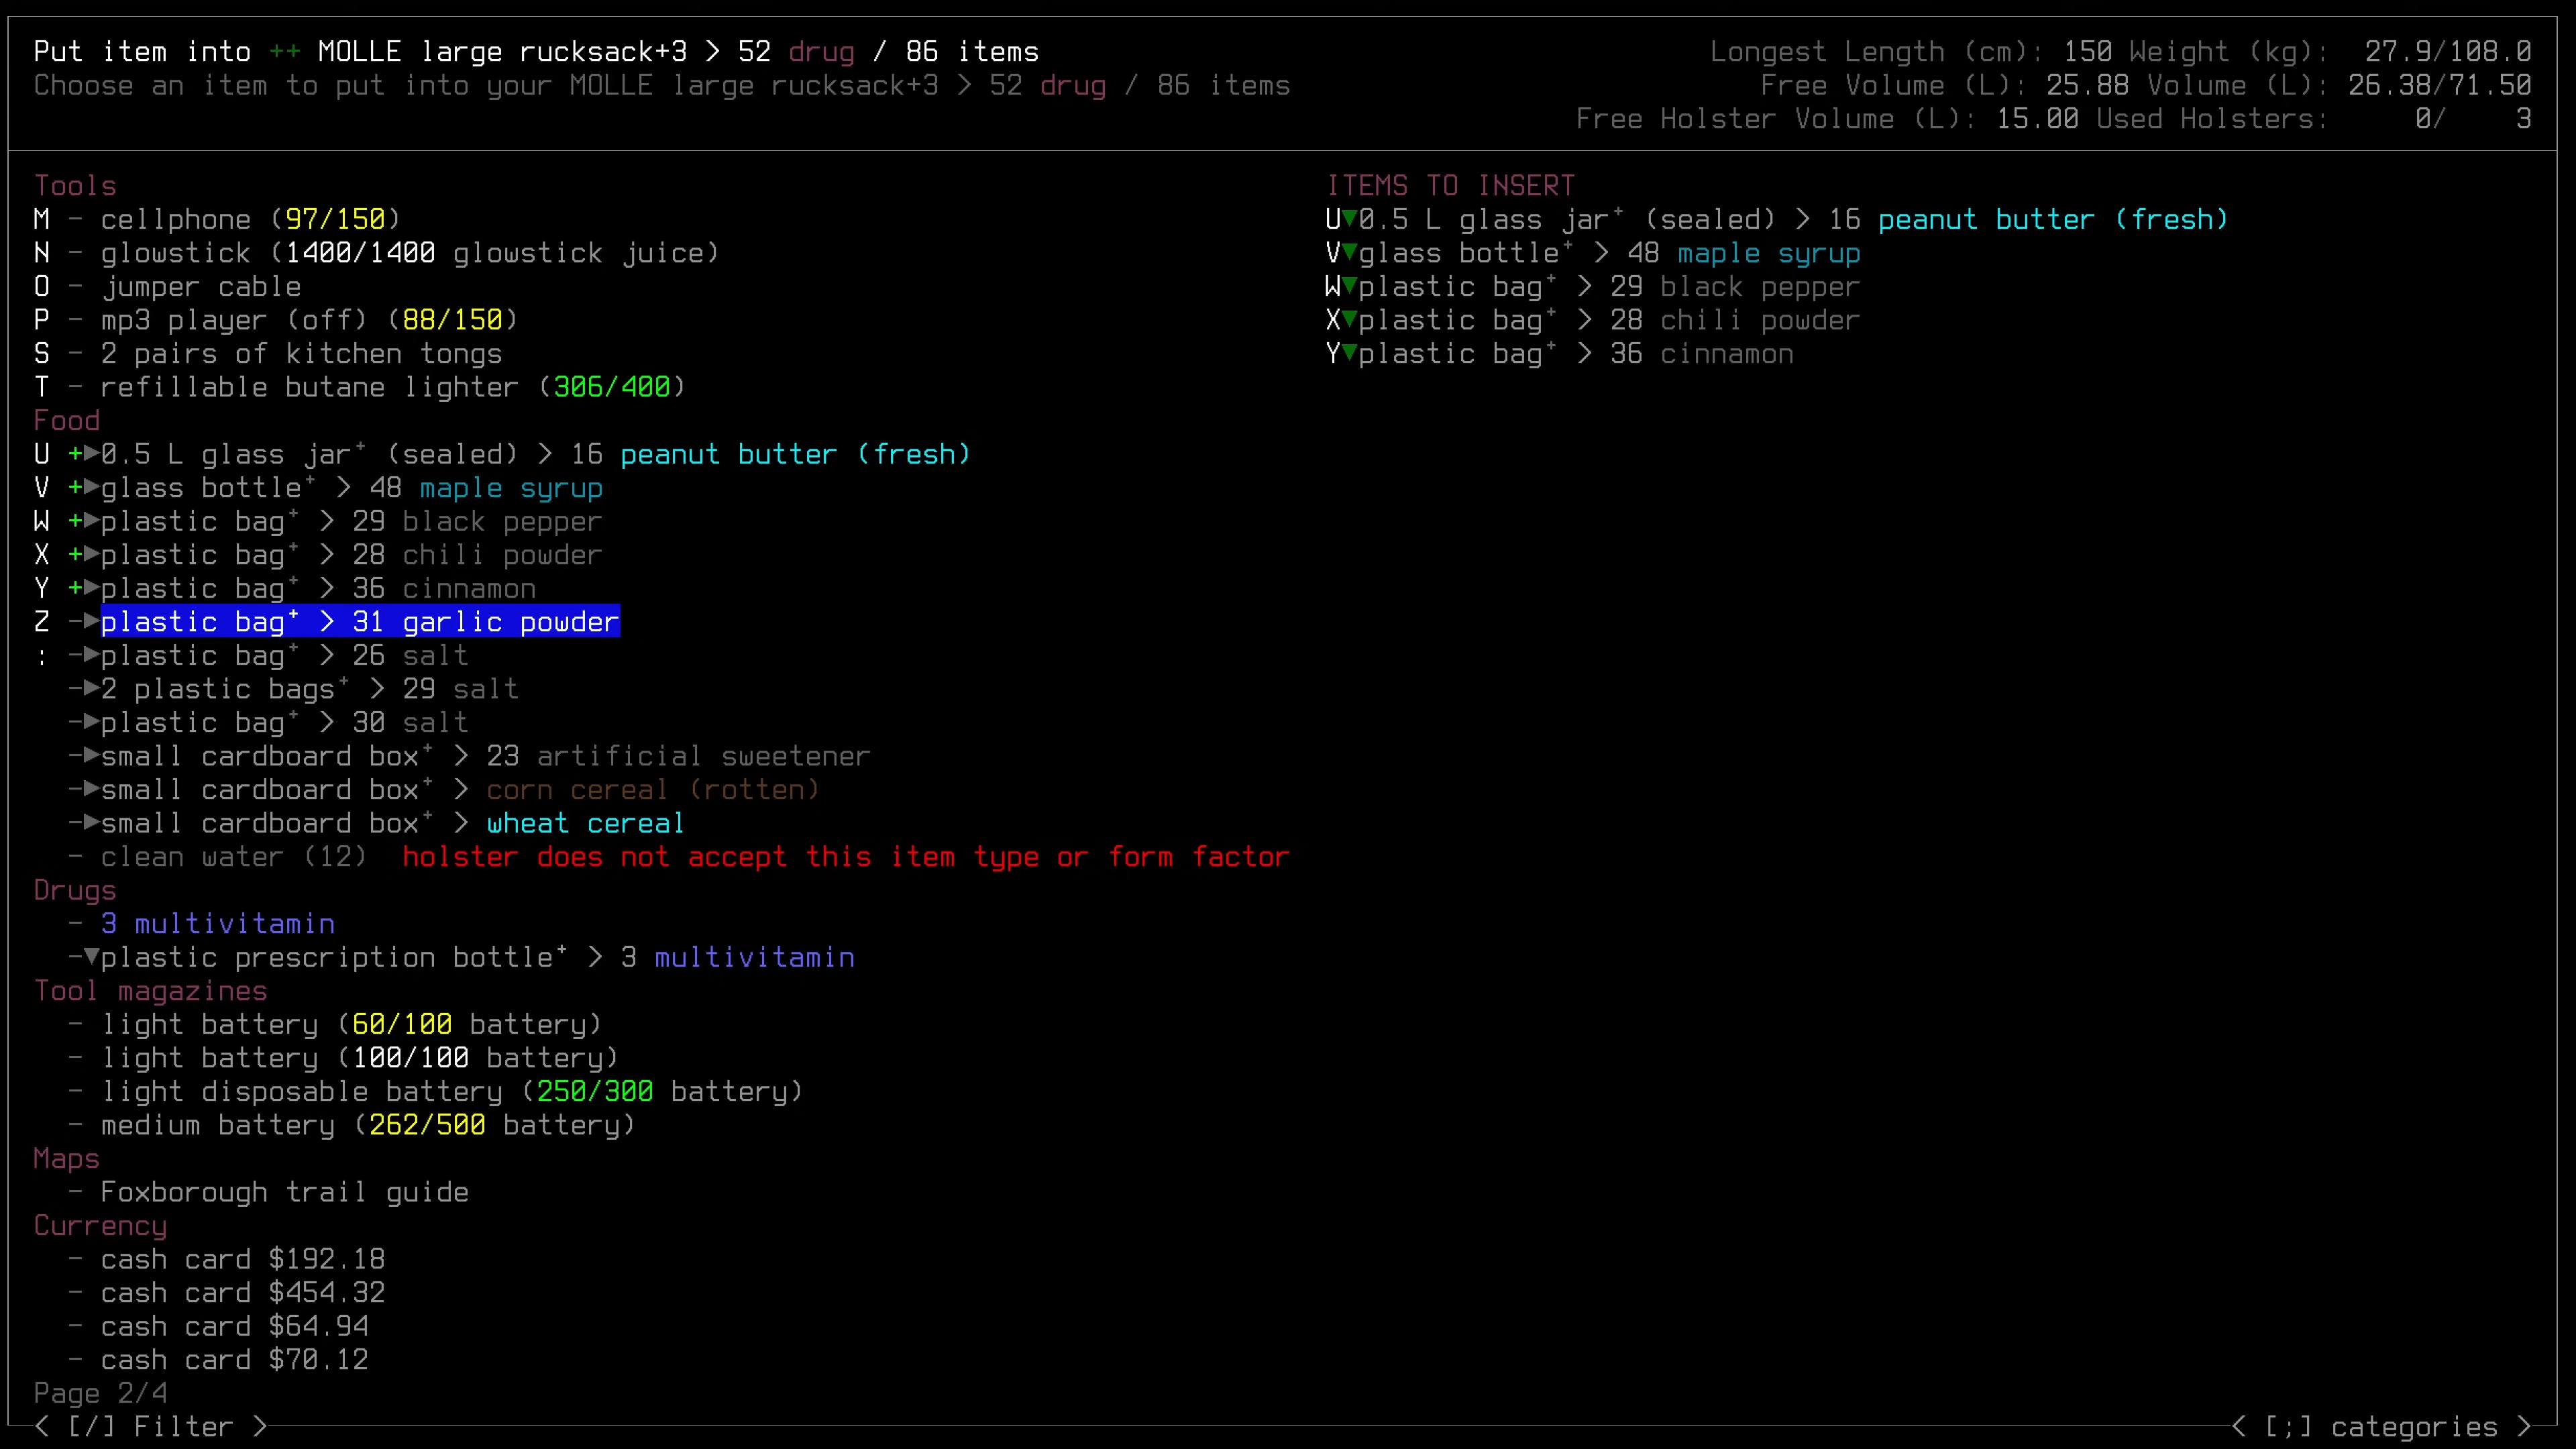 Put item into ++ MOLLE large rucksack+3 > 52 drug / 86 items
Choose an item to put into your MOLLE large rucksack+3 > 52 drug / 86 items
Longest Length (cm): 150 Weight (kg): 27.9/108.0
Free Volume (L): 25.88 Volume (L): 26.38/71.50
Free Holster Volume (L): 15.00 Used Holsters: 0/ 3
Tools
M - cellphone (97/150)
N - glowstick (1400/1400 glowstick juice)
O - jumper cable
P - mp3 player (off) (88/150)
S - 2 pairs of kitchen tongs
T - refillable butane lighter (306/400)
Food
U +▶0.5 L glass jar⁺ (sealed) > 16 peanut butter (fresh)
V +▶glass bottle⁺ > 48 maple syrup
W +▶plastic bag⁺ > 29 black pepper
X +▶plastic bag⁺ > 28 chili powder
Y +▶plastic bag⁺ > 36 cinnamon
Z -▶plastic bag⁺ > 31 garlic powder
: -▶plastic bag⁺ > 26 salt
-▶2 plastic bags⁺ > 29 salt
-▶plastic bag⁺ > 30 salt
-▶small cardboard box⁺ > 23 artificial sweetener
-▶small cardboard box⁺ > corn cereal (rotten)
-▶small cardboard box⁺ > wheat cereal
- clean water (12) holster does not accept this item type or form factor
Drugs
- 3 multivitamin
-▼plastic prescription bottle⁺ > 3 multivitamin
Tool magazines
- light battery (60/100 battery)
- light battery (100/100 battery)
- light disposable battery (250/300 battery)
- medium battery (262/500 battery)
Maps
- Foxborough trail guide
Currency
- cash card $192.18
- cash card $454.32
- cash card $64.94
- cash card $70.12
Page 2/4
< [/] Filter >
ITEMS TO INSERT
U▼0.5 L glass jar⁺ (sealed) > 16 peanut butter (fresh)
V▼glass bottle⁺ > 48 maple syrup
W▼plastic bag⁺ > 29 black pepper
X▼plastic bag⁺ > 28 chili powder
Y▼plastic bag⁺ > 36 cinnamon
< [;] categories >